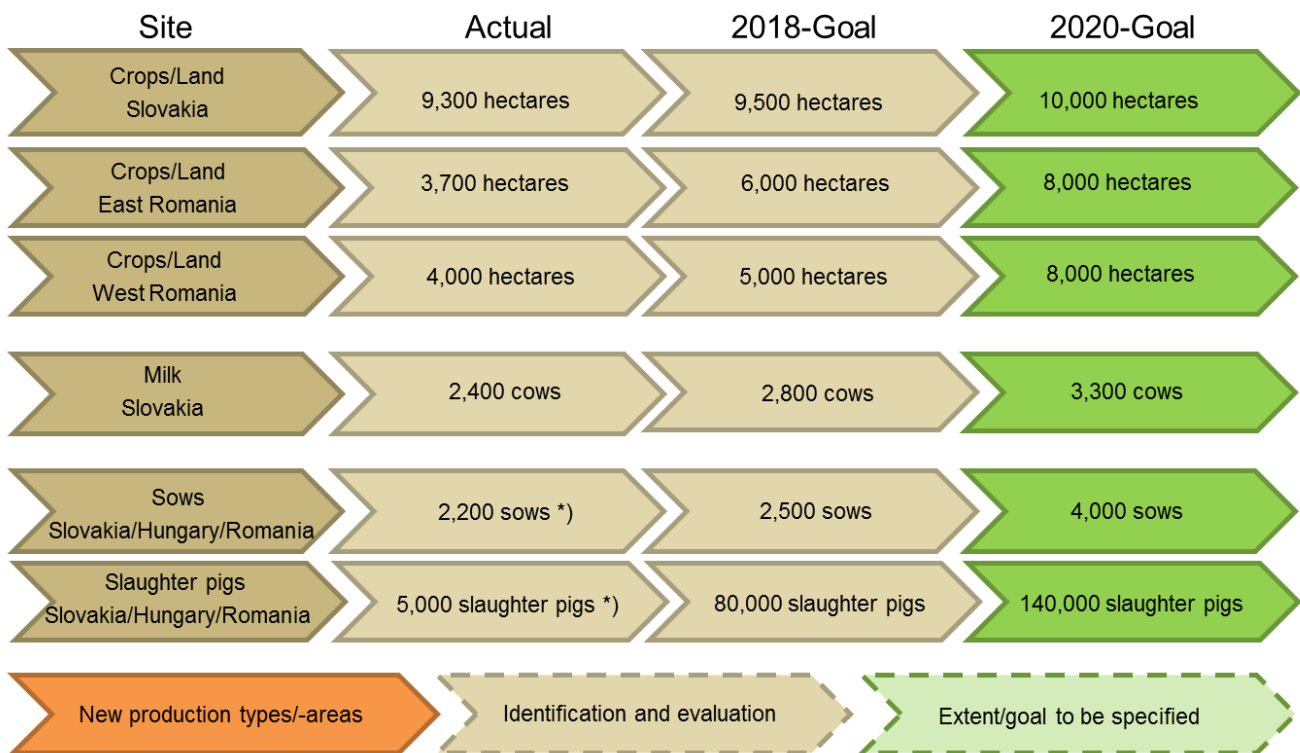 Site Actual 2018-Goal 2020-Goal
Crops/Land
Slovakia
9,300 hectares
9,500 hectares
10,000 hectares
Crops/Land
East Romania
3,700 hectares
6,000 hectares
8,000 hectares
Crops/Land
West Romania
4,000 hectares
5,000 hectares
8,000 hectares
Milk
Slovakia
2,400 cows
2,800 cows
3,300 cows
Sows
Slovakia/Hungary/Romania
2,200 sows *)
2,500 sows
4,000 sows
Slaughter pigs
Slovakia/Hungary/Romania
5,000 slaughter pigs *)
80,000 slaughter pigs
140,000 slaughter pigs
New production types/-areas
Identification and evaluation
Extent/goal to be specified